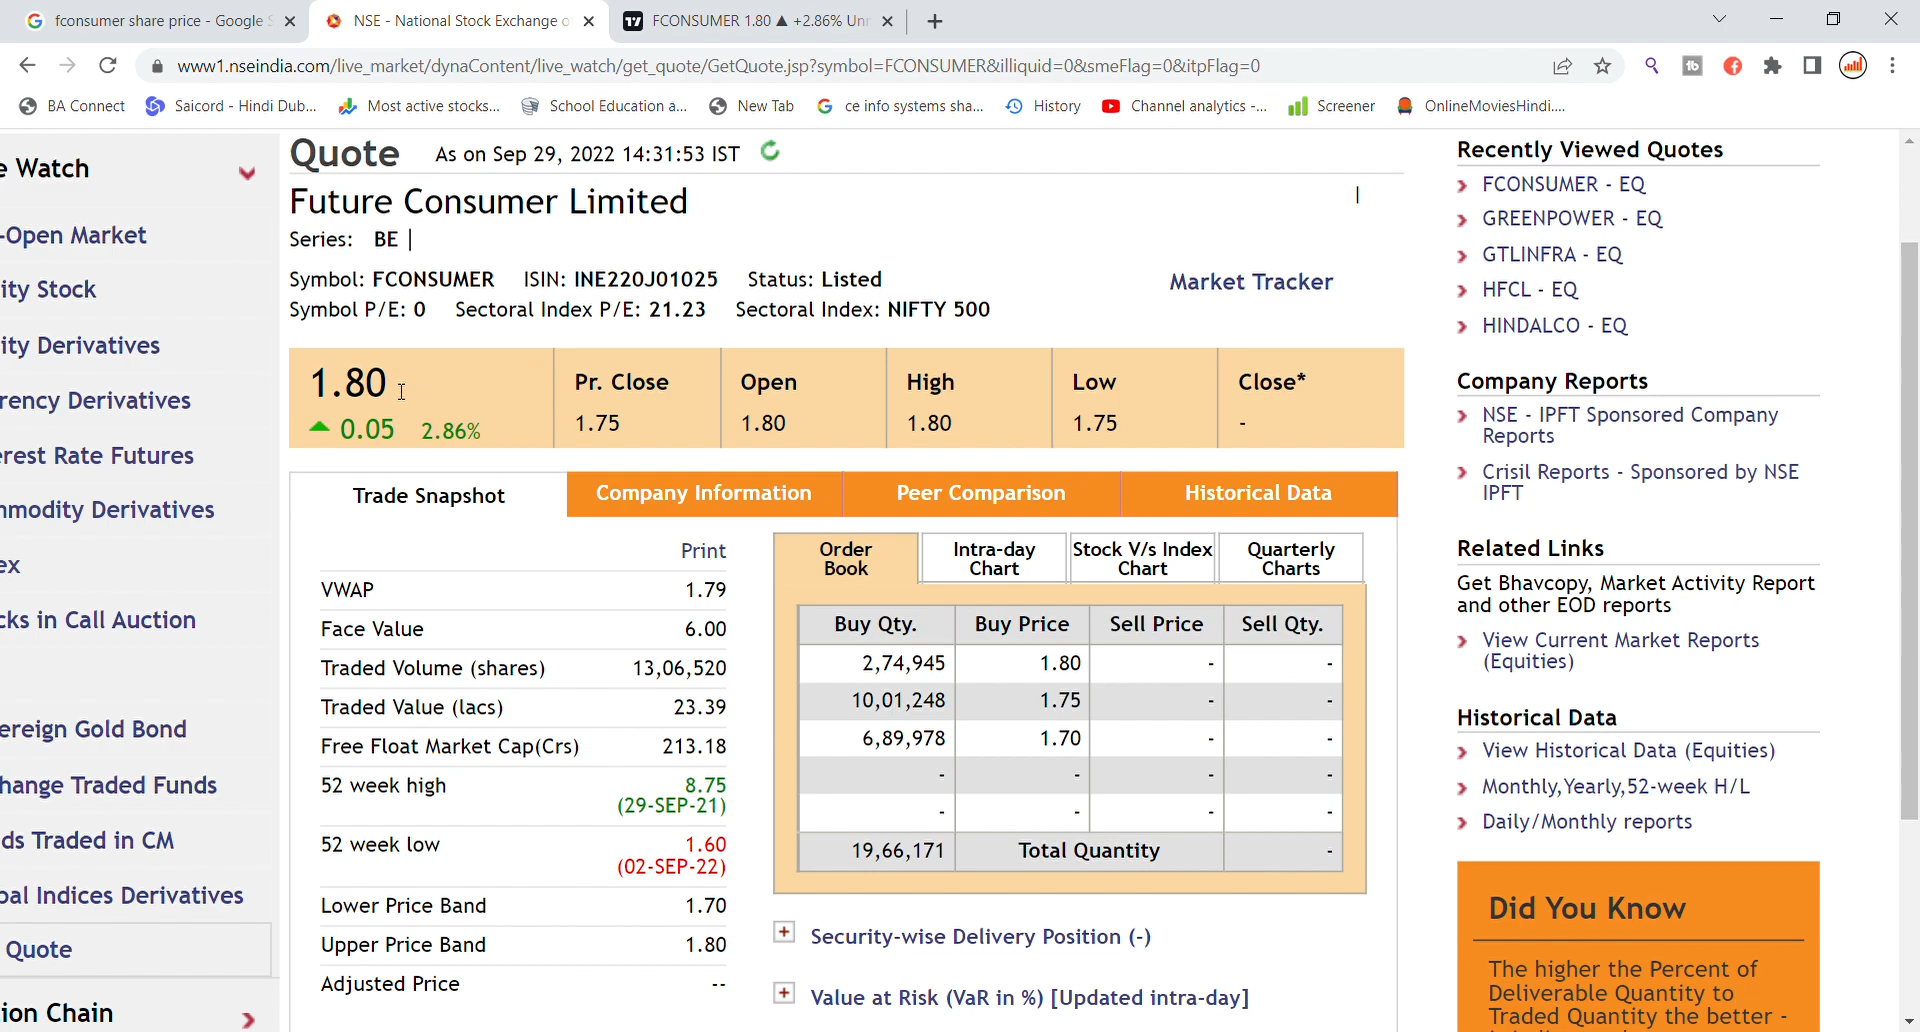 fconsumer share price - Google S
NSE - National Stock Exchange o
FCONSUMER 1.80 ▲ +2.86% Unn
www1.nseindia.com/live_market/dynaContent/live_watch/get_quote/GetQuote.jsp?symbol=FCONSUMER&illiquid=0&smeFlag=0&itpFlag=0
BA Connect
Saicord - Hindi Dub...
Most active stocks...
School Education a...
New Tab
ce info systems sha...
History
Channel analytics -...
Screener
OnlineMoviesHindi....
e Watch
-Open Market
ity Stock
ity Derivatives
rency Derivatives
erest Rate Futures
mmodity Derivatives
ex
cks in Call Auction
ereign Gold Bond
hange Traded Funds
ds Traded in CM
bal Indices Derivatives
Quote
ion Chain
Quote As on Sep 29, 2022 14:31:53 IST
Future Consumer Limited |
Series: BE |
Symbol: FCONSUMER ISIN: INE220J01025 Status: Listed
Market Tracker
Symbol P/E: 0 Sectoral Index P/E: 21.23 Sectoral Index: NIFTY 500
1.80 Pr. Close Open High Low Close*
▲ 0.05 2.86% 1.75 1.80 1.80 1.75 -
Trade Snapshot Company Information Peer Comparison Historical Data
Print
VWAP 1.79
Face Value 6.00
Traded Volume (shares) 13,06,520
Traded Value (lacs) 23.39
Free Float Market Cap(Crs) 213.18
52 week high 8.75
(29-SEP-21)
52 week low 1.60
(02-SEP-22)
Lower Price Band 1.70
Upper Price Band 1.80
Adjusted Price --
Order Book
Intra-day Chart
Stock V/s Index Chart
Quarterly Charts
Buy Qty. Buy Price Sell Price Sell Qty.
2,74,945 1.80 - -
10,01,248 1.75 - -
6,89,978 1.70 - -
- - - -
- - - -
19,66,171 Total Quantity -
+ Security-wise Delivery Position (-)
+ Value at Risk (VaR in %) [Updated intra-day]
Recently Viewed Quotes
FCONSUMER - EQ
GREENPOWER - EQ
GTLINFRA - EQ
HFCL - EQ
HINDALCO - EQ
Company Reports
NSE - IPFT Sponsored Company
Reports
Crisil Reports - Sponsored by NSE
IPFT
Related Links
Get Bhavcopy, Market Activity Report
and other EOD reports
View Current Market Reports
(Equities)
Historical Data
View Historical Data (Equities)
Monthly,Yearly,52-week H/L
Daily/Monthly reports
Did You Know
The higher the Percent of
Deliverable Quantity to
Traded Quantity the better -